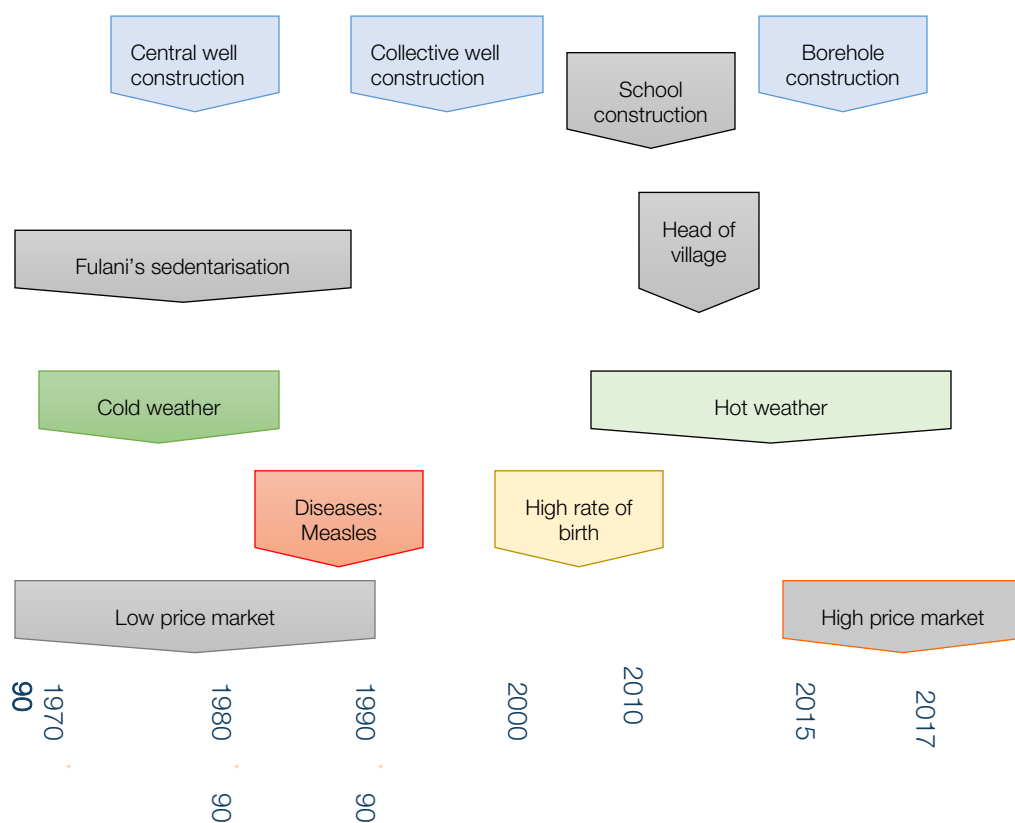 Central well
construction
Collective well
construction
School
construction
Borehole
construction
Fulani's sedentarisation
Head of
village
Cold weather
Hot weather
Diseases:
Measles
High rate of
birth
Low price market
High price market
90
1970
1980
1990
2000
2010
2015
2017
90
90